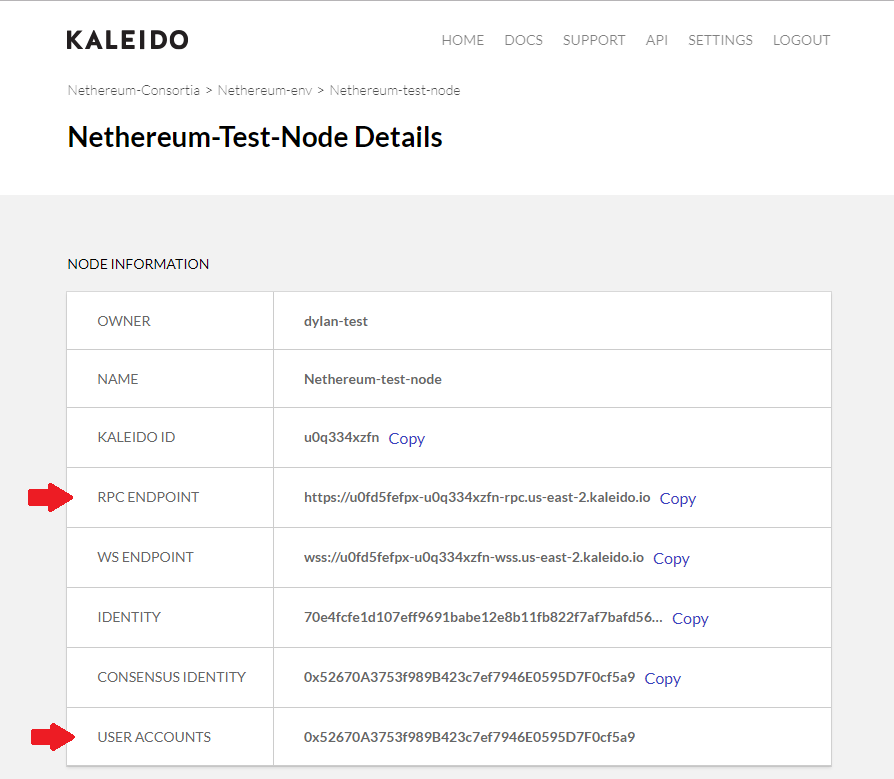 KALEIDO
HOME DOCS SUPPORT API SETTINGS LOGOUT
Nethereum-Consortia > Nethereum-env > Nethereum-test-node
Nethereum-Test-Node Details
NODE INFORMATION
OWNER dylan-test
NAME Nethereum-test-node
KALEIDO ID u0q334xzfn Copy
RPC ENDPOINT https://u0fd5fefpx-u0q334xzfn-rpc.us-east-2.kaleido.io Copy
WS ENDPOINT wss://u0fd5fefpx-u0q334xzfn-wss.us-east-2.kaleido.io Copy
IDENTITY 70e4fcfe1d107eff9691babe12e8b11fb822f7af7bafd56... Copy
CONSENSUS IDENTITY 0x52670A3753f989B423c7ef7946E0595D7F0cf5a9 Copy
USER ACCOUNTS 0x52670A3753f989B423c7ef7946E0595D7F0cf5a9